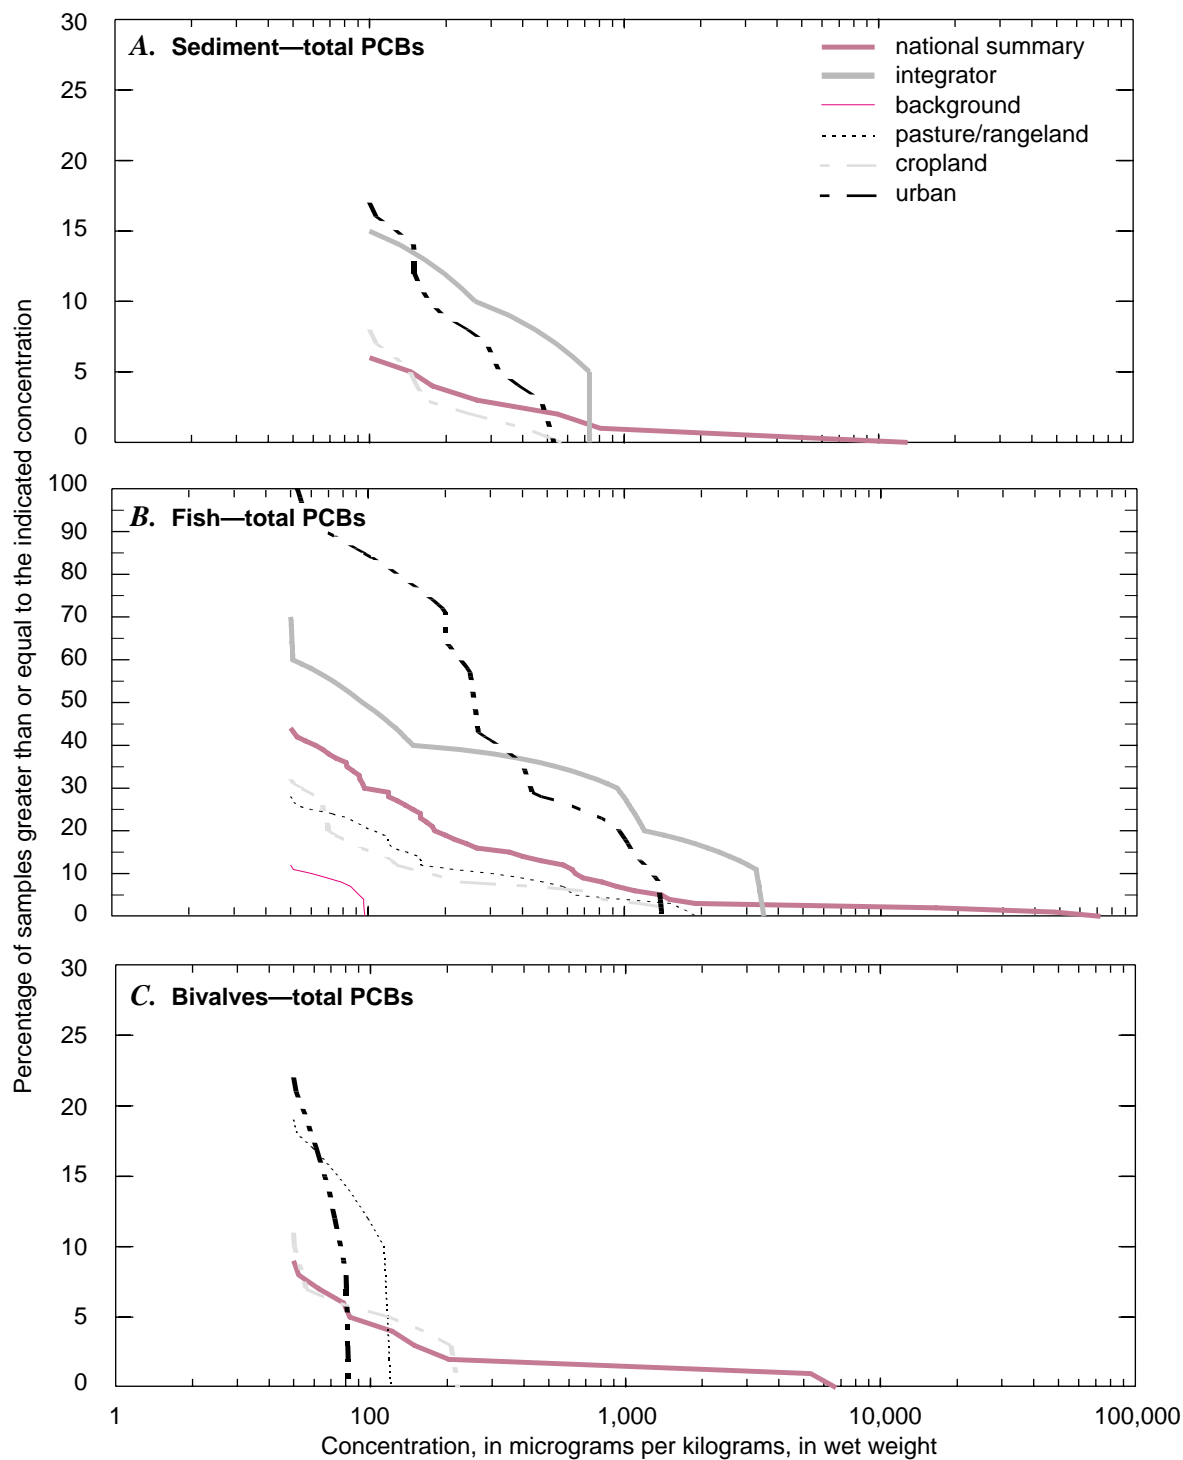 Percentage of samples greater than or equal to the indicated concentration
A. Sediment—total PCBs
national summary
integrator
background
pasture/rangeland
cropland
urban
30
25
20
15
10
5
0
B. Fish—total PCBs
100
90
80
70
60
50
40
30
20
10
0
C. Bivalves—total PCBs
30
25
20
15
10
5
0
1 100 1,000 10,000 100,000
Concentration, in micrograms per kilograms, in wet weight